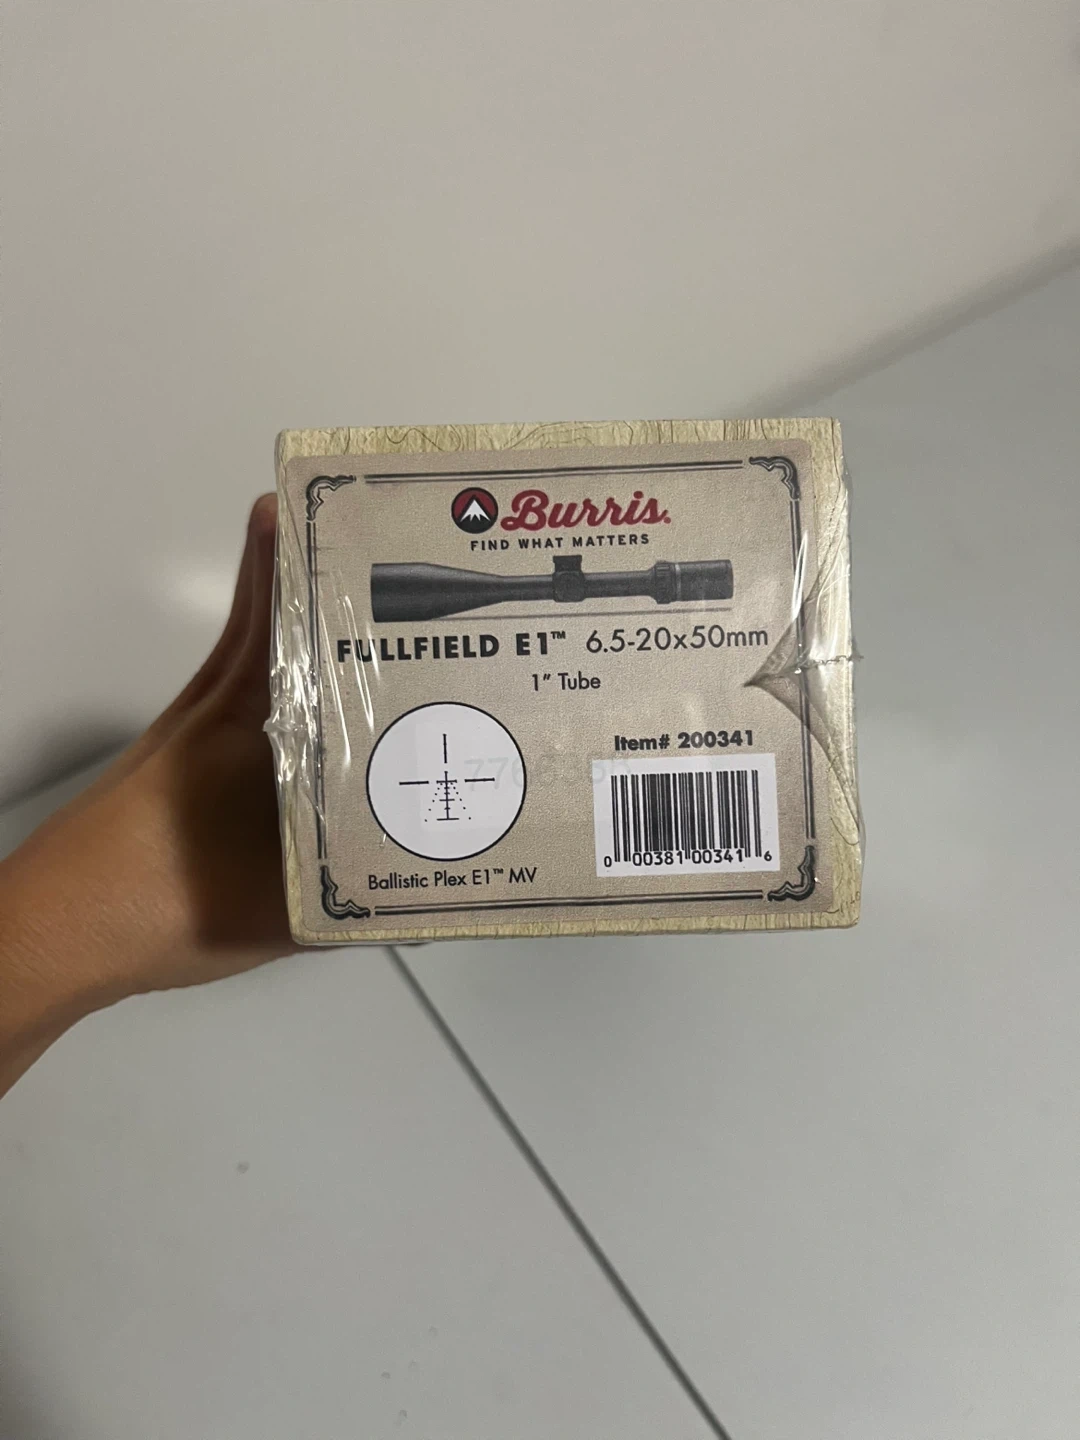 Burris.
FIND WHAT MATTERS
FULLFIELD E1™ 6.5-20x50mm
1" Tube
Item# 200341
0 00381 00341 6
Ballistic Plex E1™ MV